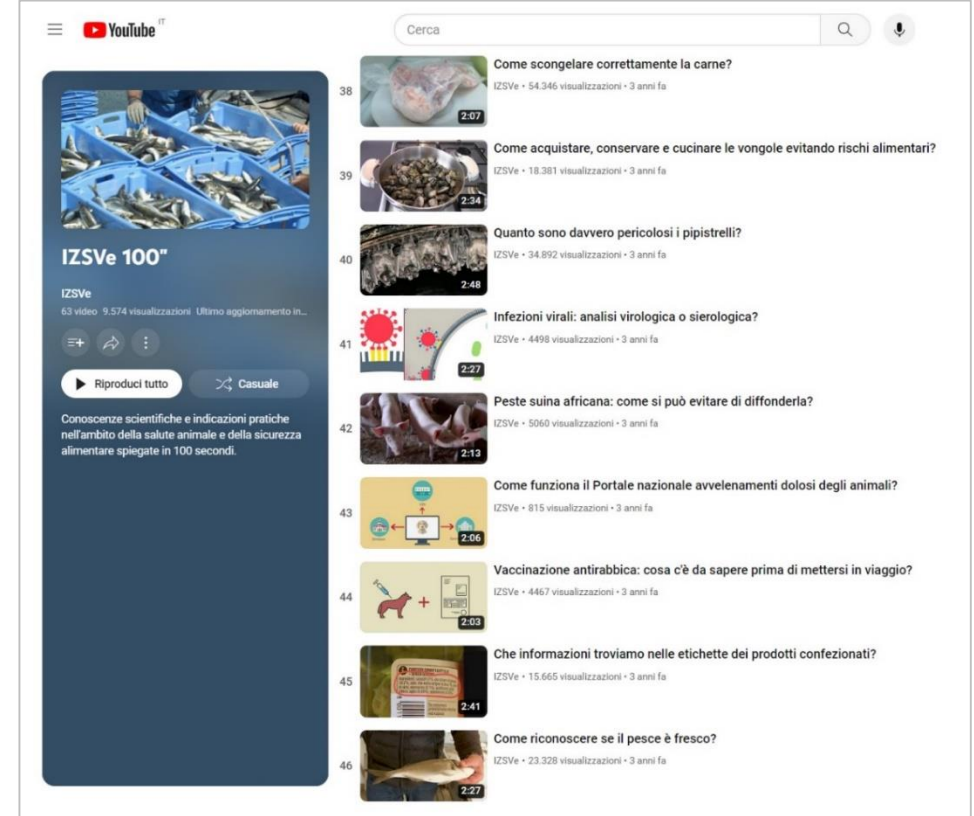 YouTube IT
Cerca
IZSVe 100"
IZSVe
63 video 9.574 visualizzazioni Ultimo aggiornamento in...
Riproduci tutto
Casuale
Conoscenze scientifiche e indicazioni pratiche
nell'ambito della salute animale e della sicurezza
alimentare spiegate in 100 secondi.
38
2:07
Come scongelare correttamente la carne?
IZSVe • 54.346 visualizzazioni • 3 anni fa
39
2:34
Come acquistare, conservare e cucinare le vongole evitando rischi alimentari?
IZSVe • 18.381 visualizzazioni • 3 anni fa
40
2:48
Quanto sono davvero pericolosi i pipistrelli?
IZSVe • 34.892 visualizzazioni • 3 anni fa
41
2:27
Infezioni virali: analisi virologica o sierologica?
IZSVe • 4498 visualizzazioni • 3 anni fa
42
2:13
Peste suina africana: come si può evitare di diffonderla?
IZSVe • 5060 visualizzazioni • 3 anni fa
43
2:06
Come funziona il Portale nazionale avvelenamenti dolosi degli animali?
IZSVe • 815 visualizzazioni • 3 anni fa
44
2:03
Vaccinazione antirabbica: cosa c'è da sapere prima di mettersi in viaggio?
IZSVe • 4467 visualizzazioni • 3 anni fa
45
2:41
Che informazioni troviamo nelle etichette dei prodotti confezionati?
IZSVe • 15.665 visualizzazioni • 3 anni fa
46
2:27
Come riconoscere se il pesce è fresco?
IZSVe • 23.328 visualizzazioni • 3 anni fa